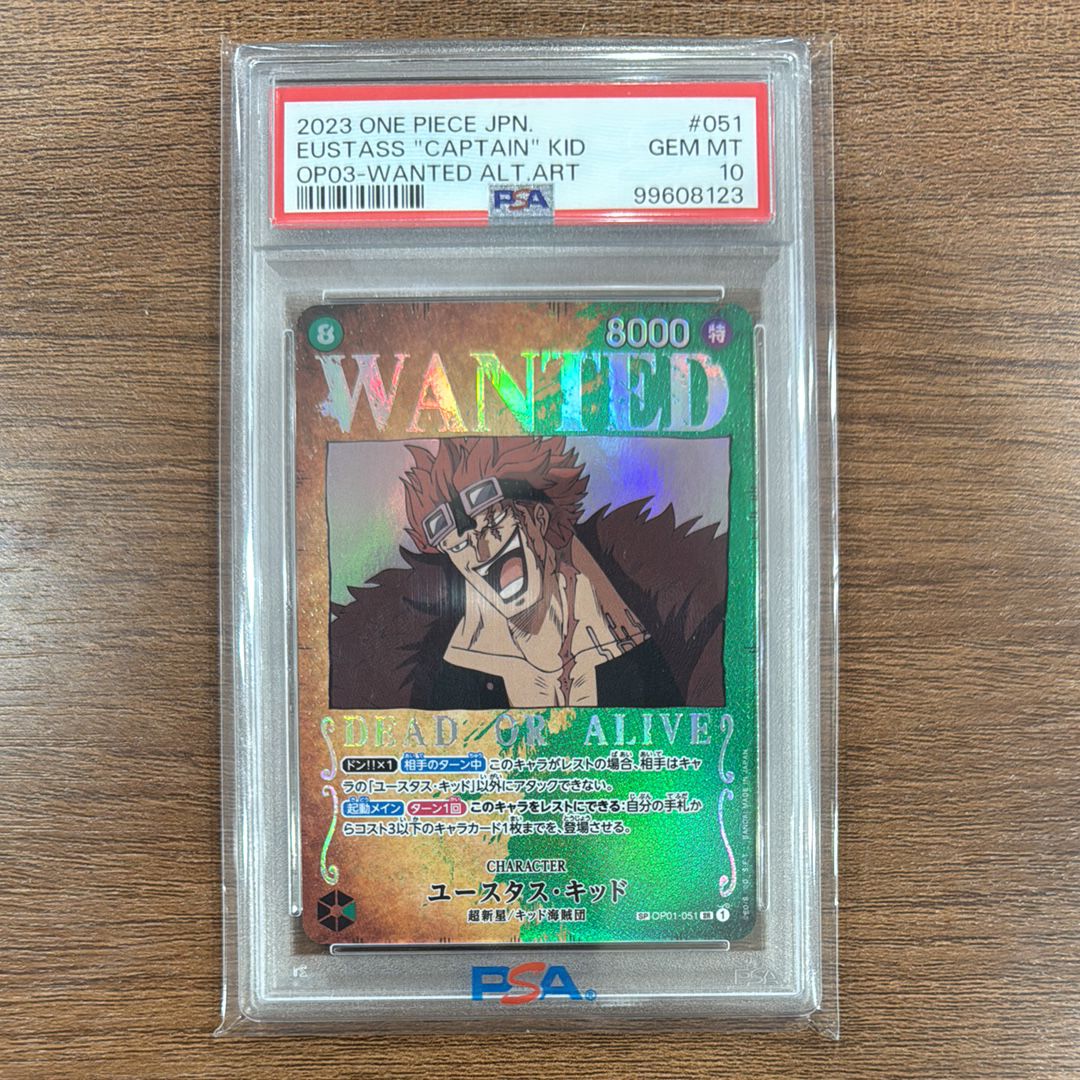 2023 ONE PIECE JPN. #051
EUSTASS "CAPTAIN" KID GEM MT
OP03-WANTED ALT.ART 10
PSA 99608123
8 8000 特
WANTED
DEAD OR ALIVE
ドン!!×1 相手のターン中 このキャラがレストの場合、相手はキャ
ラの「ユースタス・キッド」以外にアタックできない。
起動メイン ターン1回 このキャラをレストにできる:自分の手札か
らコスト3以下のキャラカード1枚までを、登場させる。
CHARACTER
ユースタス・キッド
超新星/キッド海賊団
SP OP01-051 SR 1
PSA